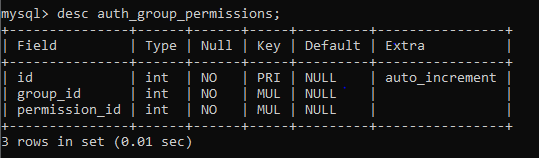 mysql> desc auth_group_permissions;
+---------------+------+------+-----+---------+----------------+
| Field         | Type | Null | Key | Default | Extra          |
+---------------+------+------+-----+---------+----------------+
| id            | int  | NO   | PRI | NULL    | auto_increment |
| group_id      | int  | NO   | MUL | NULL    |                |
| permission_id | int  | NO   | MUL | NULL    |                |
+---------------+------+------+-----+---------+----------------+
3 rows in set (0.01 sec)